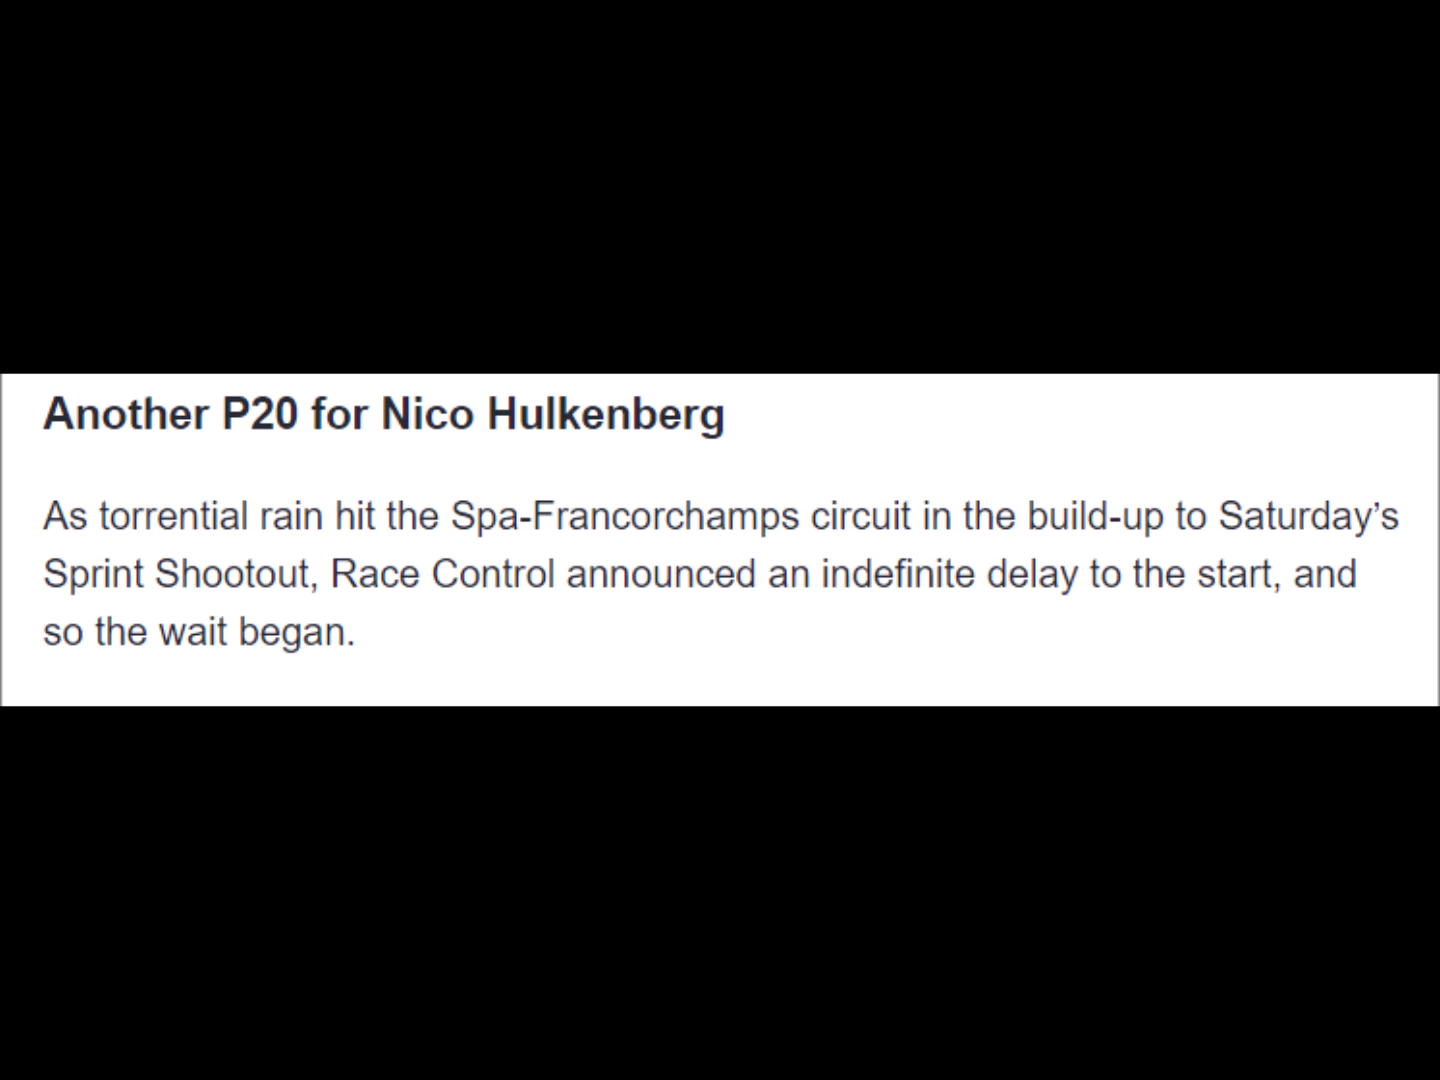 Another P20 for Nico Hulkenberg
As torrential rain hit the Spa-Francorchamps circuit in the build-up to Saturday’s
Sprint Shootout, Race Control announced an indefinite delay to the start, and
so the wait began.